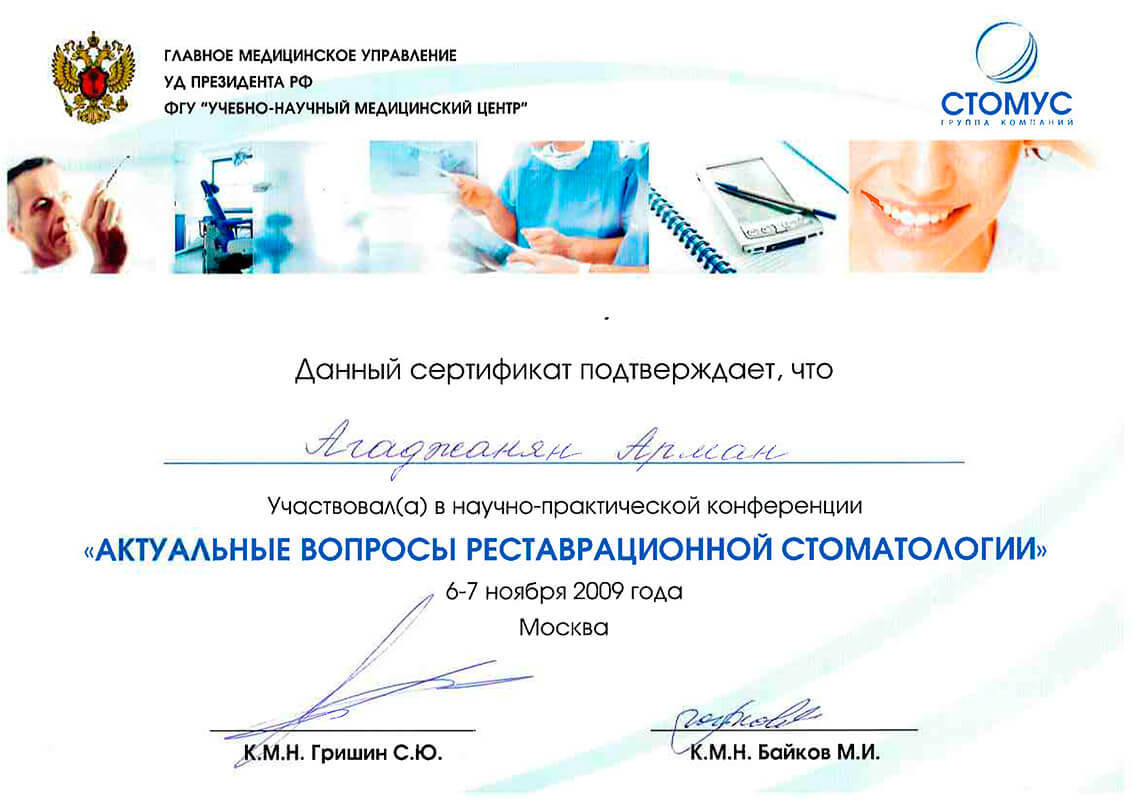 ГЛАВНОЕ МЕДИЦИНСКОЕ УПРАВЛЕНИЕ
УД ПРЕЗИДЕНТА РФ
ФГУ "УЧЕБНО-НАУЧНЫЙ МЕДИЦИНСКИЙ ЦЕНТР"
СТОМУС
ГРУППА КОМПАНИЙ
Данный сертификат подтверждает, что
Агаджанян Арман
Участвовал(а) в научно-практической конференции
«АКТУАЛЬНЫЕ ВОПРОСЫ РЕСТАВРАЦИОННОЙ СТОМАТОЛОГИИ»
6-7 ноября 2009 года
Москва
К.М.Н. Гришин С.Ю.
К.М.Н. Байков М.И.